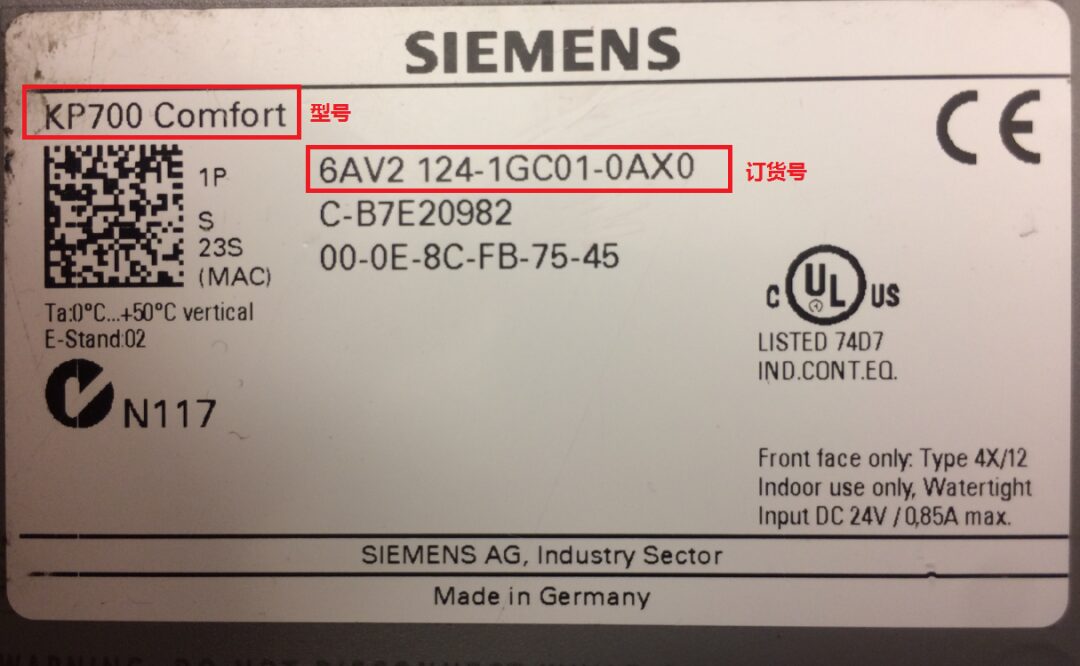 SIEMENS
KP700 Comfort 型号
1P 6AV2 124-1GC01-0AX0 订货号
S C-B7E20982
23S 00-0E-8C-FB-75-45
(MAC)
Ta:0°C...+50°C vertical
E-Stand:02
N117
CE
C UL US
LISTED 74D7
IND.CONT.EQ.
Front face only: Type 4X/12
Indoor use only, Watertight
Input DC 24V / 0,85A max.
SIEMENS AG, Industry Sector
Made in Germany